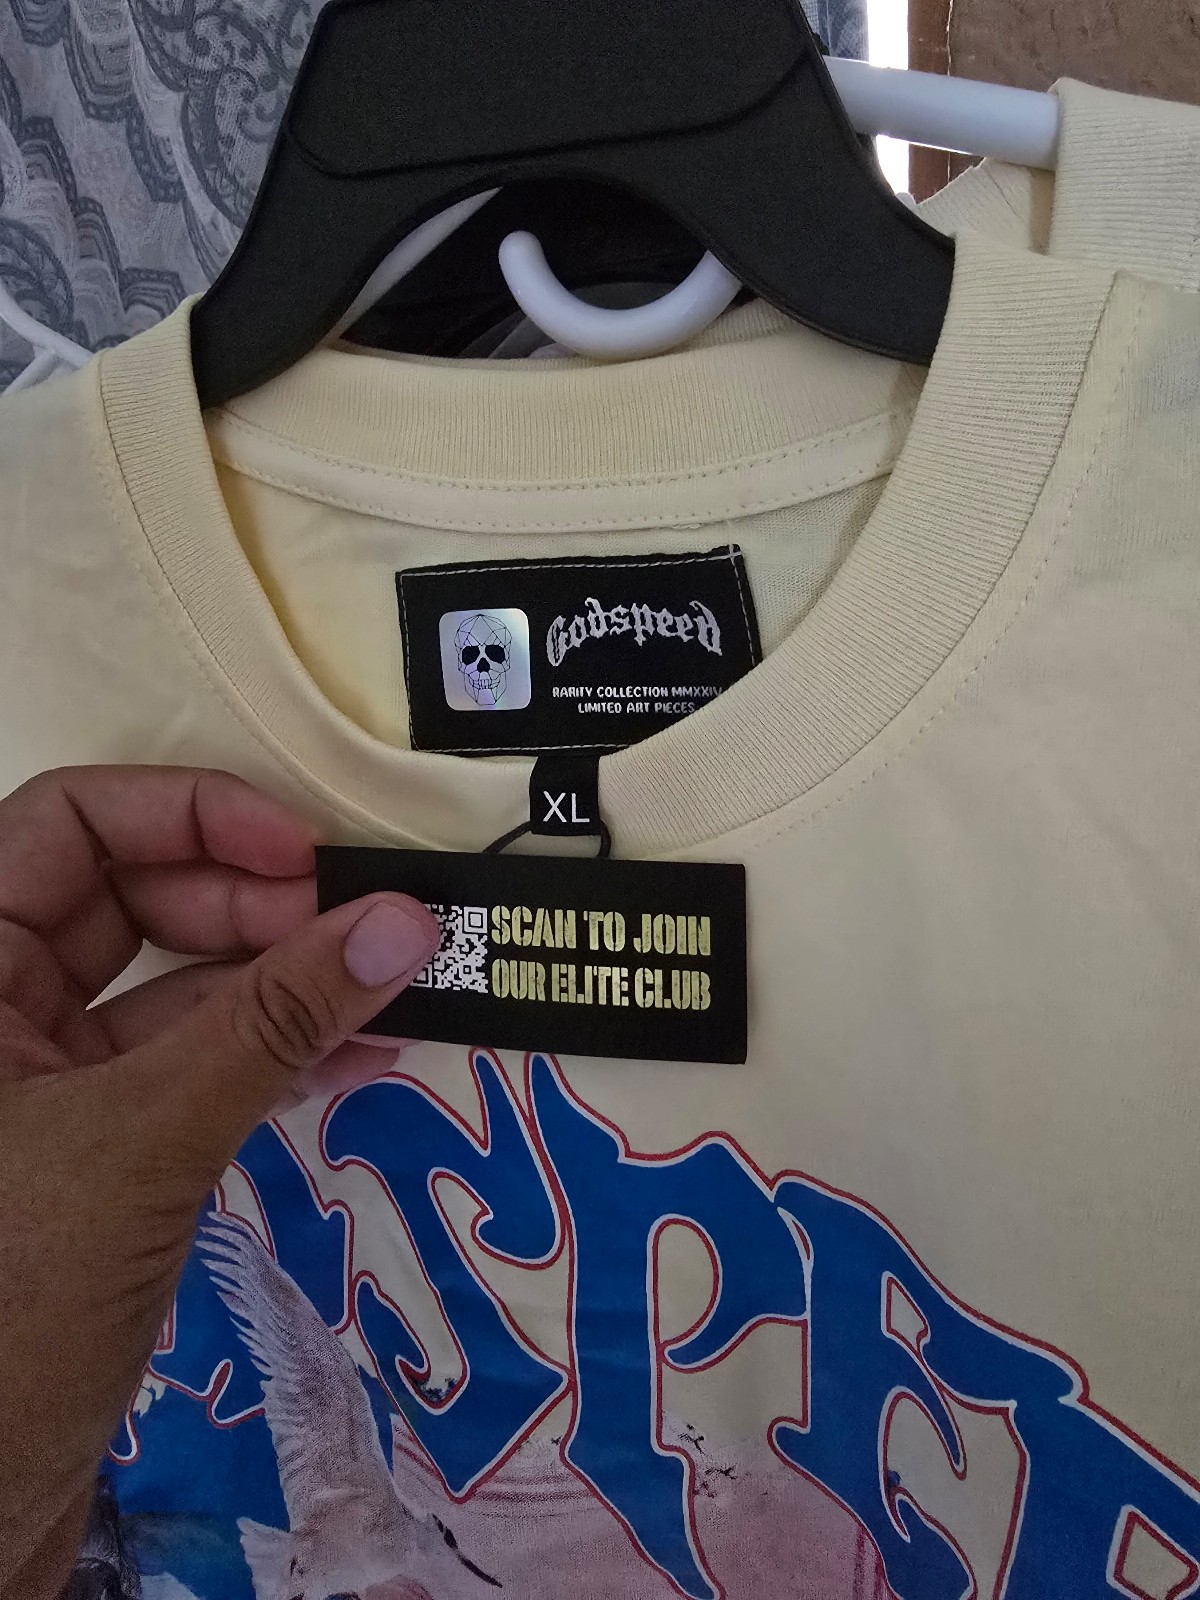 Godspeed
RARITY COLLECTION MMXXIV
LIMITED ART PIECES
XL
SCAN TO JOIN
OUR ELITE CLUB